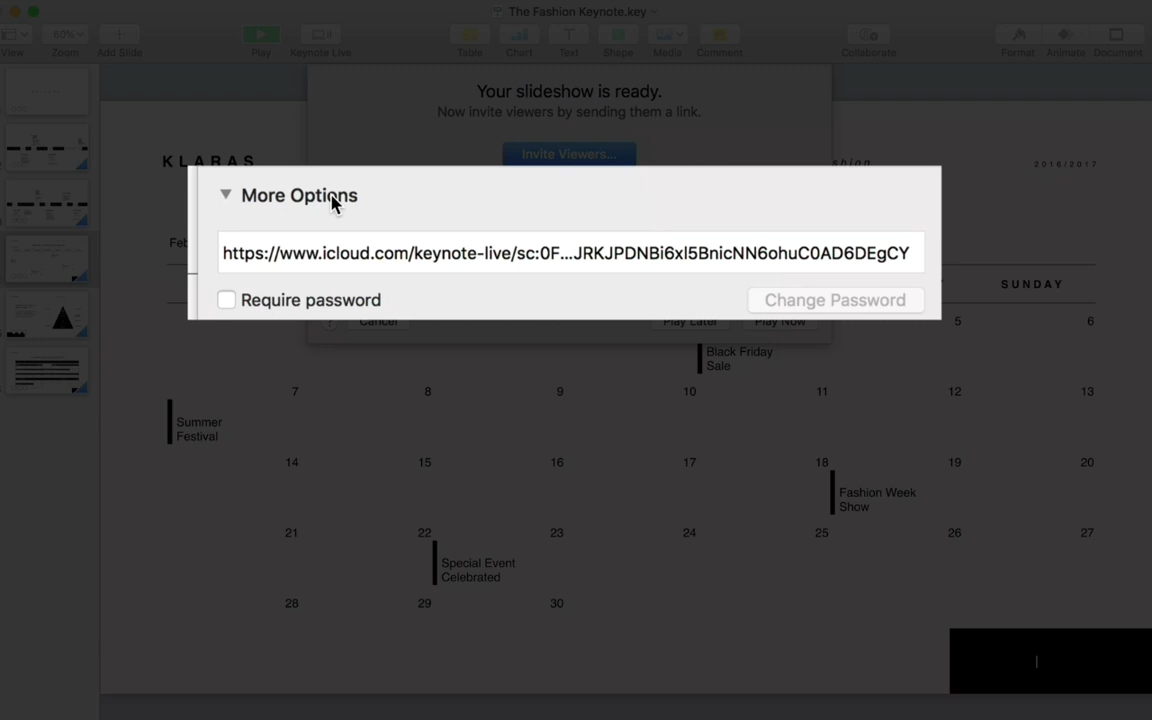 The Fashion Keynote.key
60%
View
Zoom
Add Slide
Play
Keynote Live
Table
Chart
Text
Shape
Media
Comment
Collaborate
Format
Animate
Document
Your slideshow is ready.
Now invite viewers by sending them a link.
Invite Viewers...
KLARAS
2016/2017
More Options
https://www.icloud.com/keynote-live/sc:0F...JRKJPDNBi6xI5BnicNN6ohuC0AD6DEgCY
Require password
Change Password
Feb
SUNDAY
? Cancel
Play Later
Play Now
5
6
Black Friday
Sale
7
8
9
10
11
12
13
Summer
Festival
14
15
16
17
18
19
20
Fashion Week
Show
21
22
23
24
25
26
27
Special Event
Celebrated
28
29
30